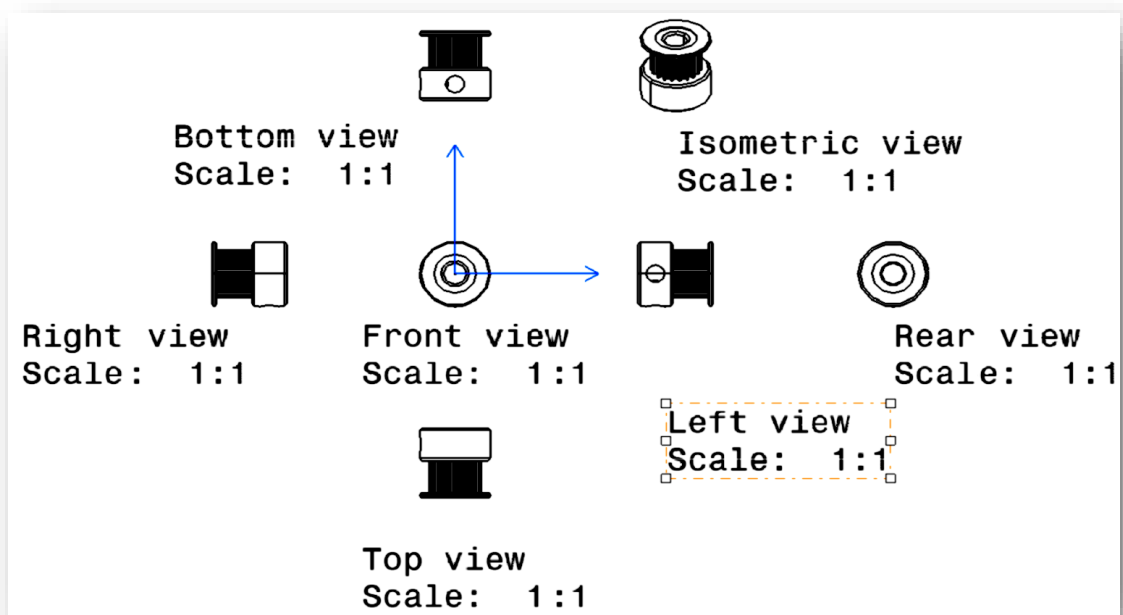 Bottom view
Scale:  1:1
Isometric view
Scale:  1:1
Right view
Scale:  1:1
Front view
Scale:  1:1
Rear view
Scale:  1:1
Left view
Scale:  1:1
Top view
Scale:  1:1